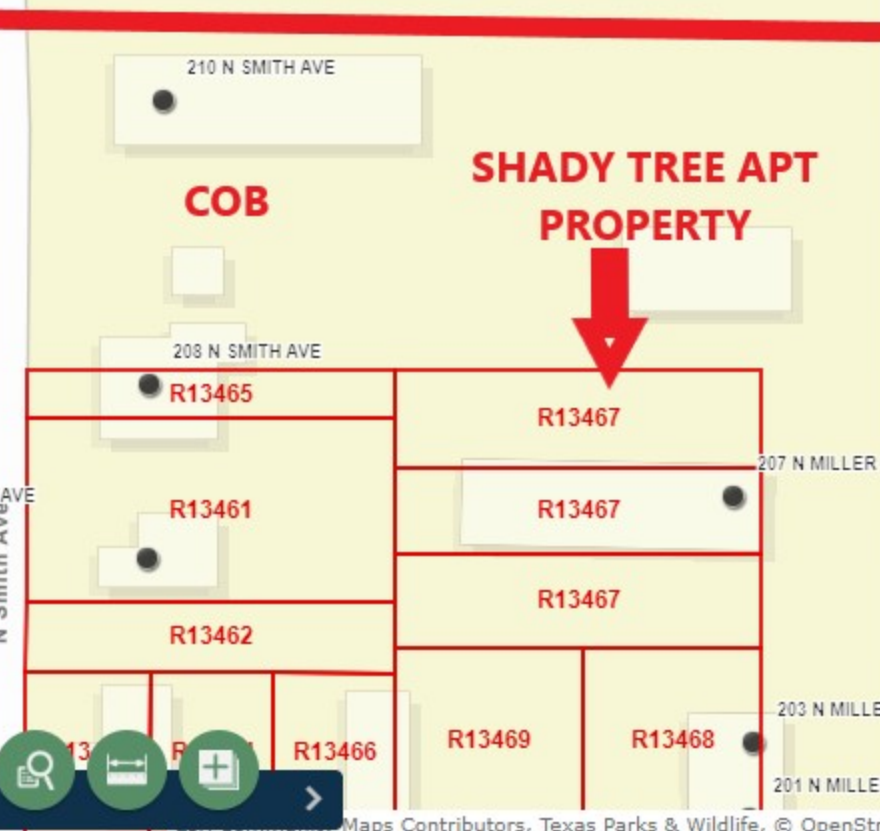 210 N SMITH AVE
COB
SHADY TREE APT
PROPERTY
208 N SMITH AVE
R13465
R13467
207 N MILLER
AVE
R13461
R13467
N Smith Ave
R13467
R13462
203 N MILLE
R13466
R13469
R13468
201 N MILLE
Maps Contributors, Texas Parks & Wildlife, © OpenStr